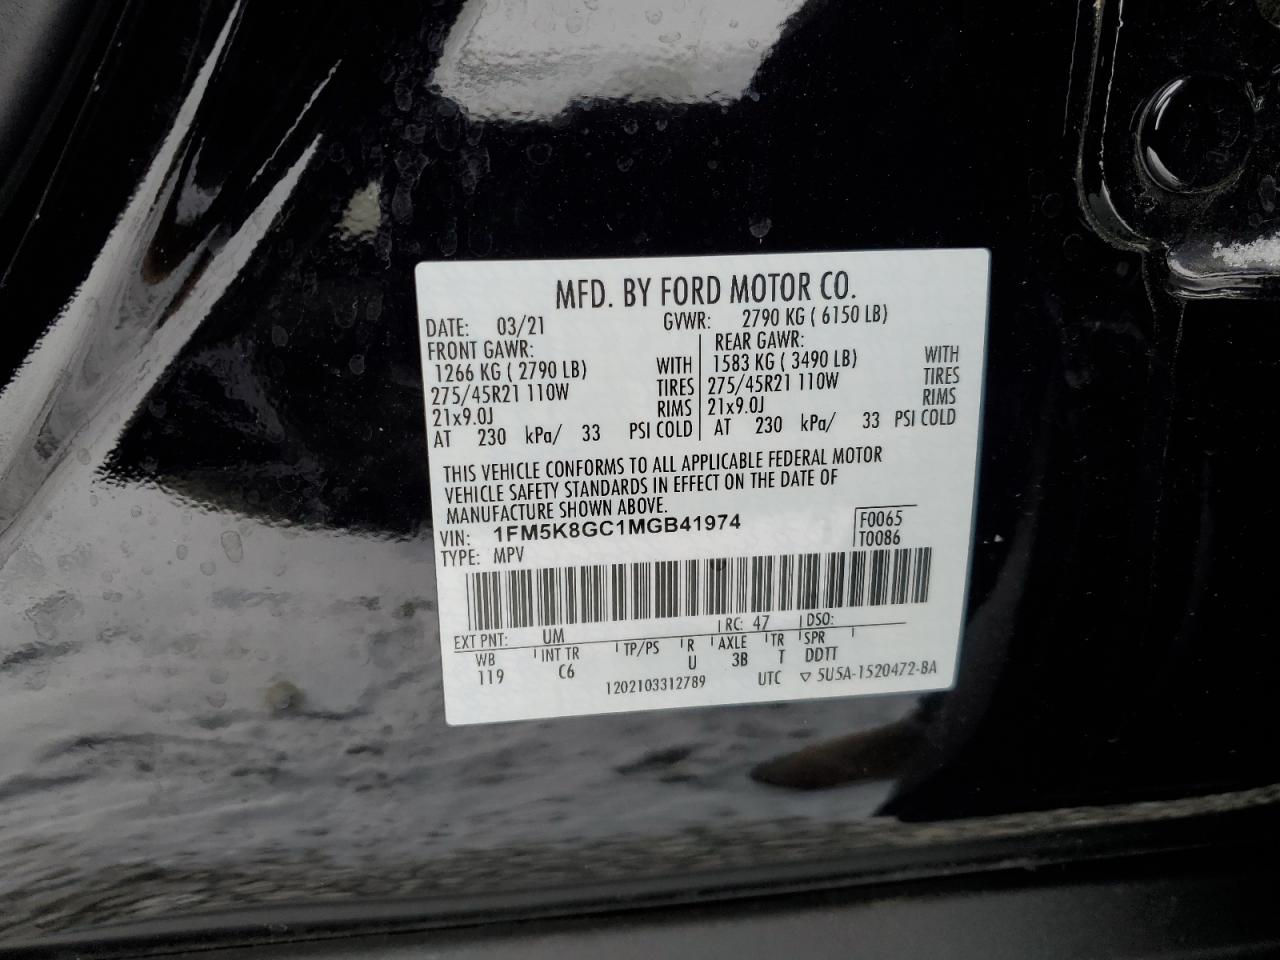 MFD. BY FORD MOTOR CO.
DATE: 03/21 GVWR: 2790 KG ( 6150 LB)
FRONT GAWR: REAR GAWR:
1266 KG ( 2790 LB) WITH 1583 KG ( 3490 LB) WITH
275/45R21 110W TIRES 275/45R21 110W TIRES
21x9.0J RIMS 21x9.0J RIMS
AT 230 kPa/ 33 PSI COLD AT 230 kPa/ 33 PSI COLD
THIS VEHICLE CONFORMS TO ALL APPLICABLE FEDERAL MOTOR
VEHICLE SAFETY STANDARDS IN EFFECT ON THE DATE OF
MANUFACTURE SHOWN ABOVE.
VIN: 1FM5K8GC1MGB41974 F0065
TYPE: MPV T0086
EXT PNT: UM RC: 47 DSO:
WB INT TR TP/PS R AXLE TR SPR
119 C6 U 3B T DDTT
1202103312789 UTC ▽ 5U5A-1520472-BA